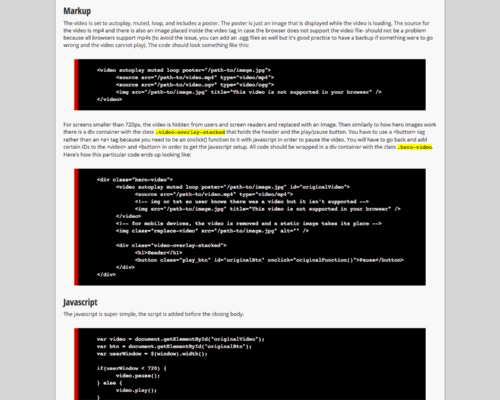 Markup
The video is set to autoplay, muted, loop, and includes a poster. The poster is just an image that is displayed while the video is loading. The source for
the video is mp4 and there is also an image placed inside the video tag in case the browser does not support the video file- should not be a problem
because all browsers support mp4s (to avoid the issue, you can add an .ogg files as well but it's good practice to have a backup if something were to go
wrong and the video cannot play). The code should look something like this:
<video autoplay muted loop poster="/path-to/image.jpg">
<source src="/path-to/video.mp4" type="video/mp4">
<source src="/path-to/video.ogg" type="video/ogg">
<img src="/path-to/image.jpg" title="This video is not supported in your browser" />
</video>
For screens smaller than 720px, the video is hidden from users and screen readers and replaced with an image. Then similarly to how hero images work
there is a div container with the class .video-overlay-stacked that holds the header and the play/pause button. You have to use a <button> tag
rather than an <a> tag because you need to tie an onclick() function to it with javascript in order to pause the video. You will have to go back and add
certain IDs to the <video> and <button> in order to get the javascript setup. All code should be wrapped in a div container with the class .hero-video.
Here's how this particular code ends up looking like:
<div class="hero-video">
<video autoplay muted loop poster="/path-to/image.jpg" id="originalVideo">
<source src="/path-to/video.mp4" type="video/mp4">
<!-- img or txt so user knows there was a video but it isn't supported -->
<img src="/path-to/image.jpg" title="This video is not supported in your browser" />
</video>
<!-- for mobile devices, the video is removed and a static image takes its place -->
<img class="replace-video" src="/path-to/image.jpg" alt="" />
<div class="video-overlay-stacked">
<h1>Header</h1>
<button class="play_btn" id="originalBtn" onclick="originalFunction()">Pause</button>
</div>
</div>
Javascript
The javascript is super simple, the script is added before the closing body.
var video = document.getElementById("originalVideo");
var btn = document.getElementById("originalBtn");
var userWindow = $(window).width();
if(userWindow < 720) {
video.pause();
} else {
video.play();
}